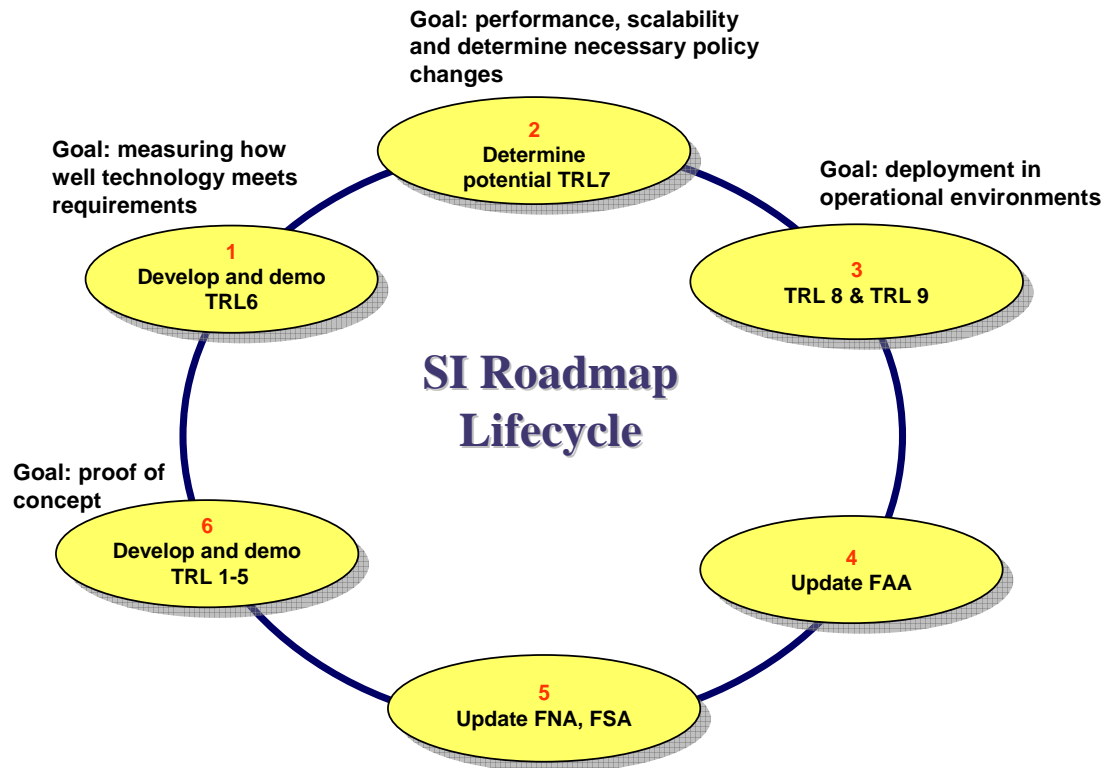 Goal: performance, scalability
and determine necessary policy
changes
2
Determine
potential TRL7
Goal: measuring how
well technology meets
requirements
Goal: deployment in
operational environments
1
Develop and demo
TRL6
3
TRL 8 & TRL 9
SI Roadmap
Lifecycle
Goal: proof of
concept
6
Develop and demo
TRL 1-5
4
Update FAA
5
Update FNA, FSA